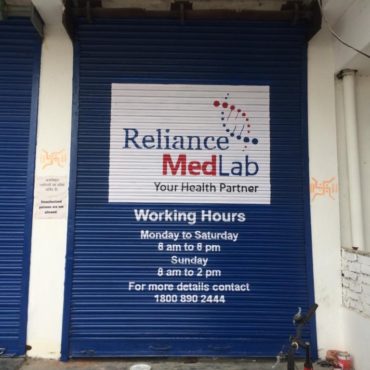 Reliance
MedLab
Your Health Partner
Working Hours
Monday to Saturday
8 am to 8 pm
Sunday
8 am to 2 pm
For more details contact
1800 890 2444